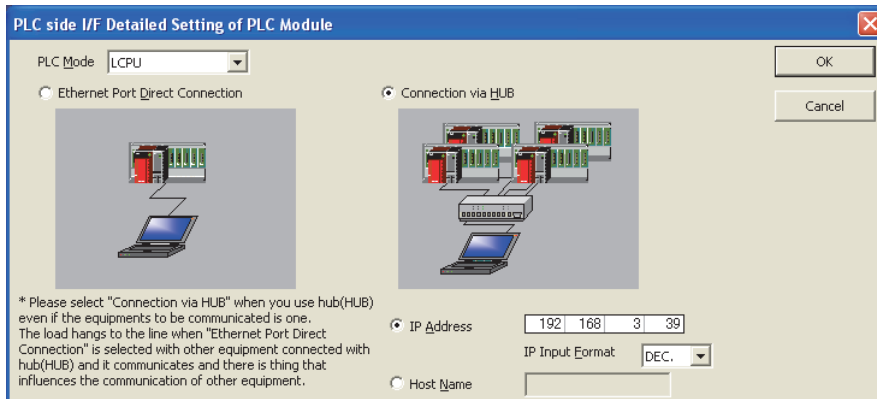 PLC side I/F Detailed Setting of PLC Module
PLC Mode LCPU
OK
Ethernet Port Direct Connection
Connection via HUB
Cancel
* Please select "Connection via HUB" when you use hub(HUB)
even if the equipments to be communicated is one.
The load hangs to the line when "Ethernet Port Direct
Connection" is selected with other equipment connected with
hub(HUB) and it communicates and there is thing that
influences the communication of other equipment.
IP Address 192 168 3 39
IP Input Format DEC.
Host Name